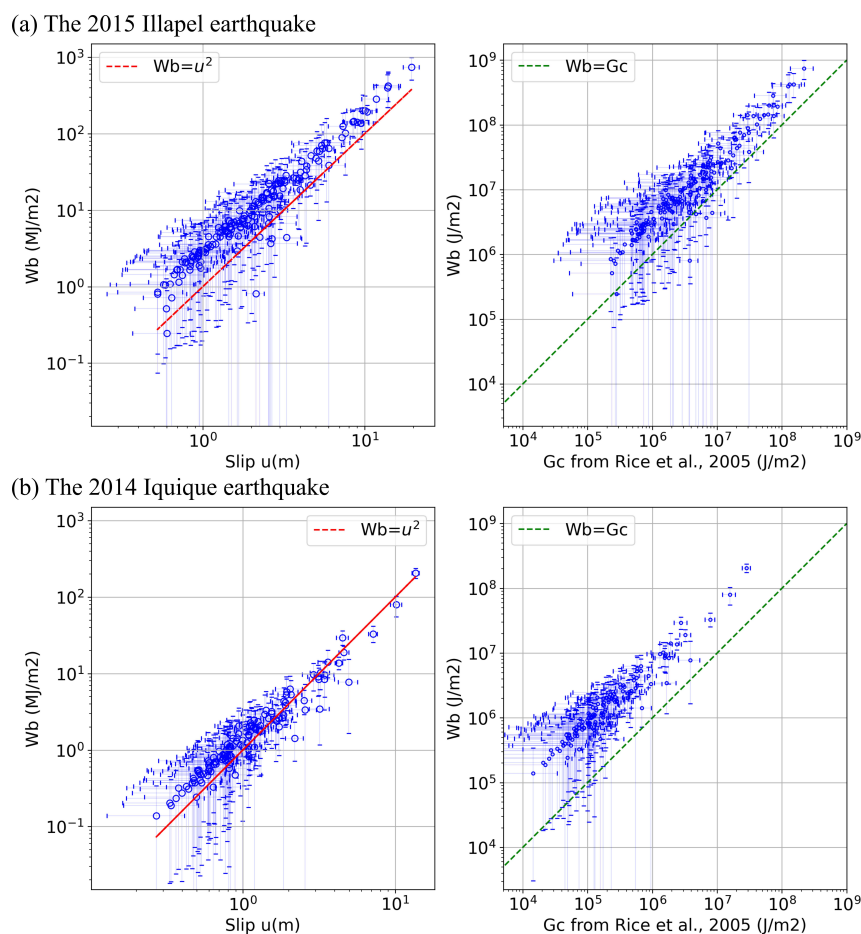 (a) The 2015 Illapel earthquake
Wb=u²
10³
10²
10¹
10⁰
10⁻¹
Wb (MJ/m2)
10⁰ 10¹
Slip u(m)
Wb=Gc
10⁹
10⁸
10⁷
10⁶
10⁵
10⁴
Wb (J/m2)
10⁴ 10⁵ 10⁶ 10⁷ 10⁸ 10⁹
Gc from Rice et al., 2005 (J/m2)
(b) The 2014 Iquique earthquake
Wb=u²
10³
10²
10¹
10⁰
10⁻¹
Wb (MJ/m2)
10⁰ 10¹
Slip u(m)
Wb=Gc
10⁹
10⁸
10⁷
10⁶
10⁵
10⁴
Wb (J/m2)
10⁴ 10⁵ 10⁶ 10⁷ 10⁸ 10⁹
Gc from Rice et al., 2005 (J/m2)